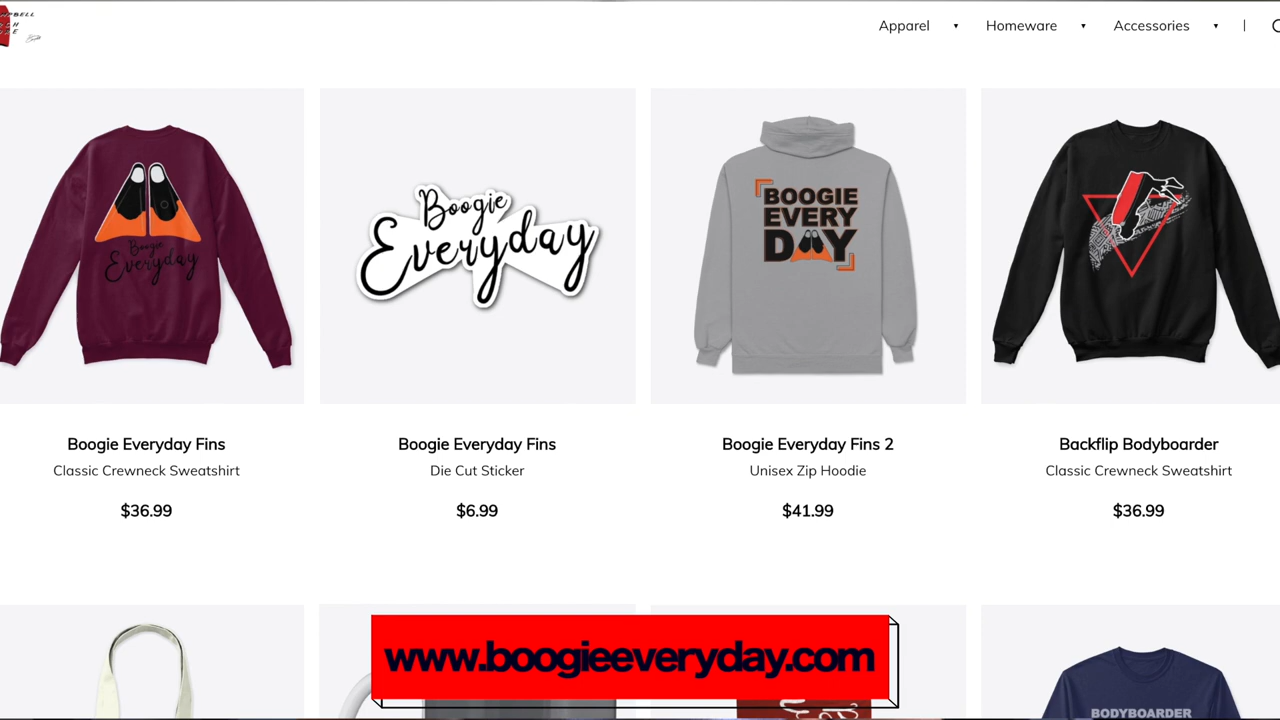 Apparel
Homeware
Accessories
Boogie
Everyday
Boogie
Everyday
BOOGIE
EVERY
DAY
Boogie Everyday Fins
Boogie Everyday Fins
Boogie Everyday Fins 2
Backflip Bodyboarder
Classic Crewneck Sweatshirt
Die Cut Sticker
Unisex Zip Hoodie
Classic Crewneck Sweatshirt
$36.99
$6.99
$41.99
$36.99
www.boogieeveryday.com
BODYBOARDER